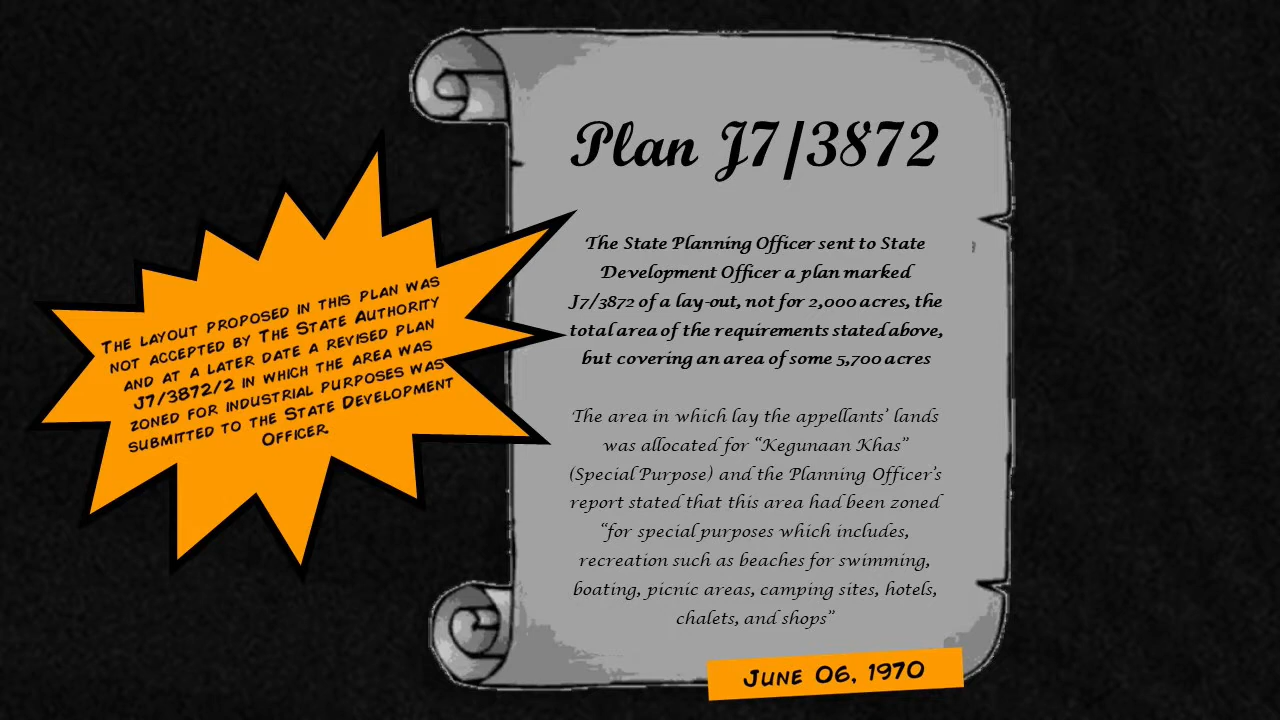 Plan J7/3872
The State Planning Officer sent to State
Development Officer a plan marked
J7/3872 of a lay-out, not for 2,000 acres, the
total area of the requirements stated above,
but covering an area of some 5,700 acres
The area in which lay the appellants' lands
was allocated for "Kegunaan Khas"
(Special Purpose) and the Planning Officer's
report stated that this area had been zoned
"for special purposes which includes,
recreation such as beaches for swimming,
boating, picnic areas, camping sites, hotels,
chalets, and shops"
June 06, 1970
The layout proposed in this plan was
not accepted by The State Authority
and at a later date a revised plan
J7/3872/2 in which the area was
zoned for industrial purposes was
submitted to the State Development
Officer.